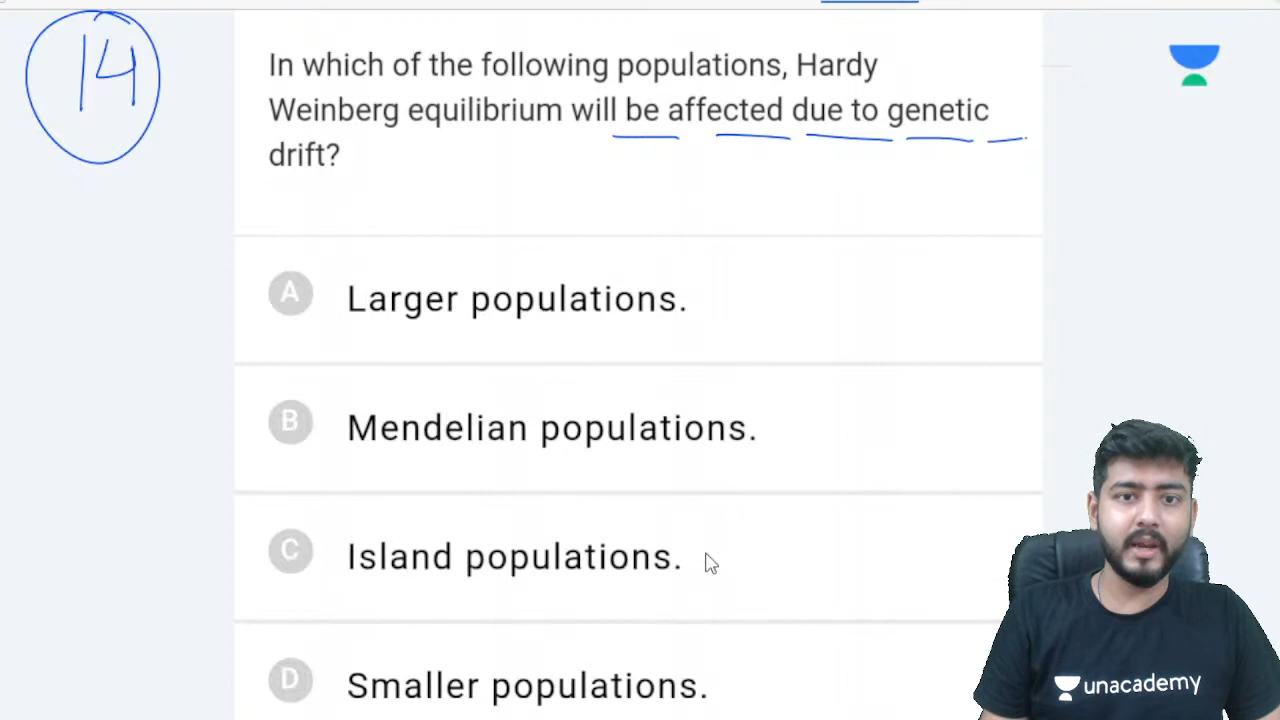 14
In which of the following populations, Hardy
Weinberg equilibrium will be affected due to genetic
drift?
A Larger populations.
B Mendelian populations.
C Island populations.
D Smaller populations.
unacademy